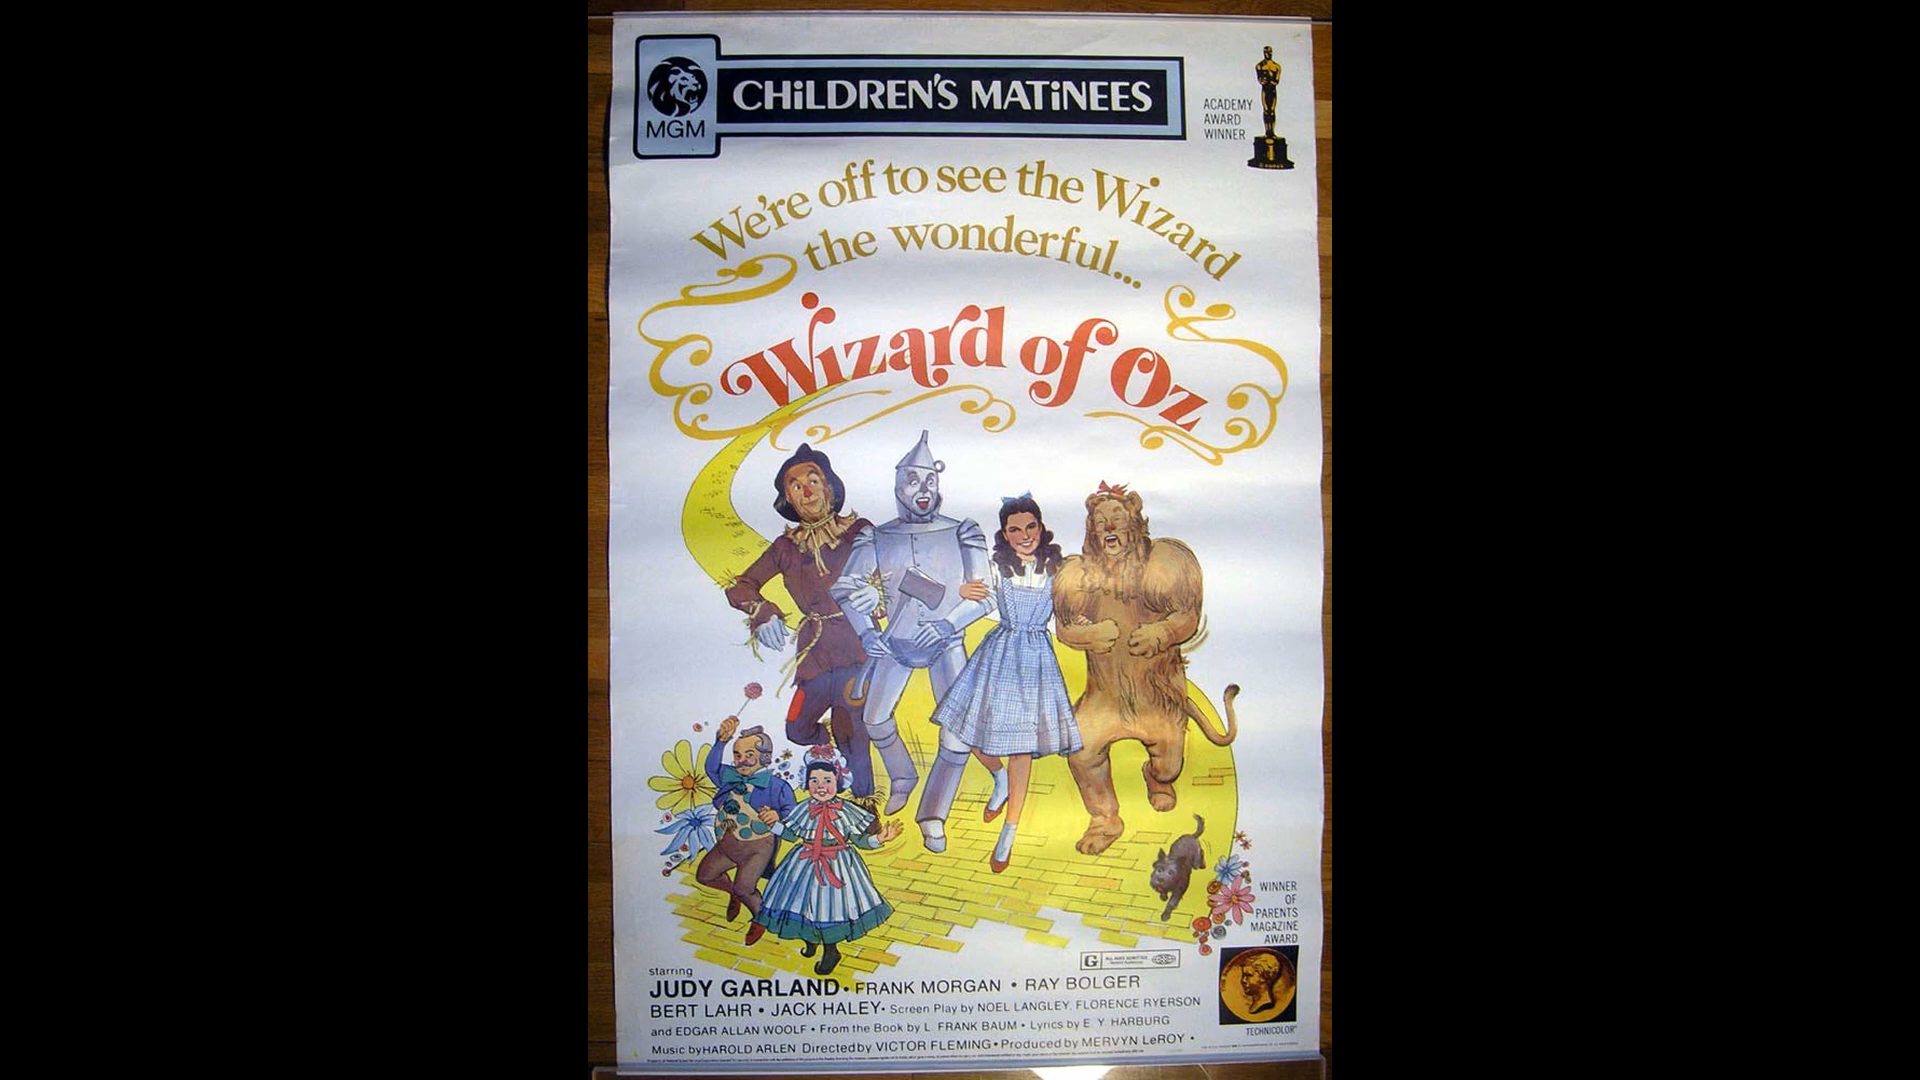 MGM
CHiLDREN'S MATiNEES
ACADEMY
AWARD
WINNER
We're off to see the Wizard
the wonderful...
Wizard of Oz
WINNER
OF
PARENTS
MAGAZINE
AWARD
G ALL AGES ADMITTED
starring
JUDY GARLAND • FRANK MORGAN • RAY BOLGER
BERT LAHR • JACK HALEY • Screen Play by NOEL LANGLEY, FLORENCE RYERSON
and EDGAR ALLAN WOOLF • From the Book by L. FRANK BAUM • Lyrics by E. Y. HARBURG
Music by HAROLD ARLEN Directed by VICTOR FLEMING • Produced by MERVYN LeROY •
TECHNICOLOR®